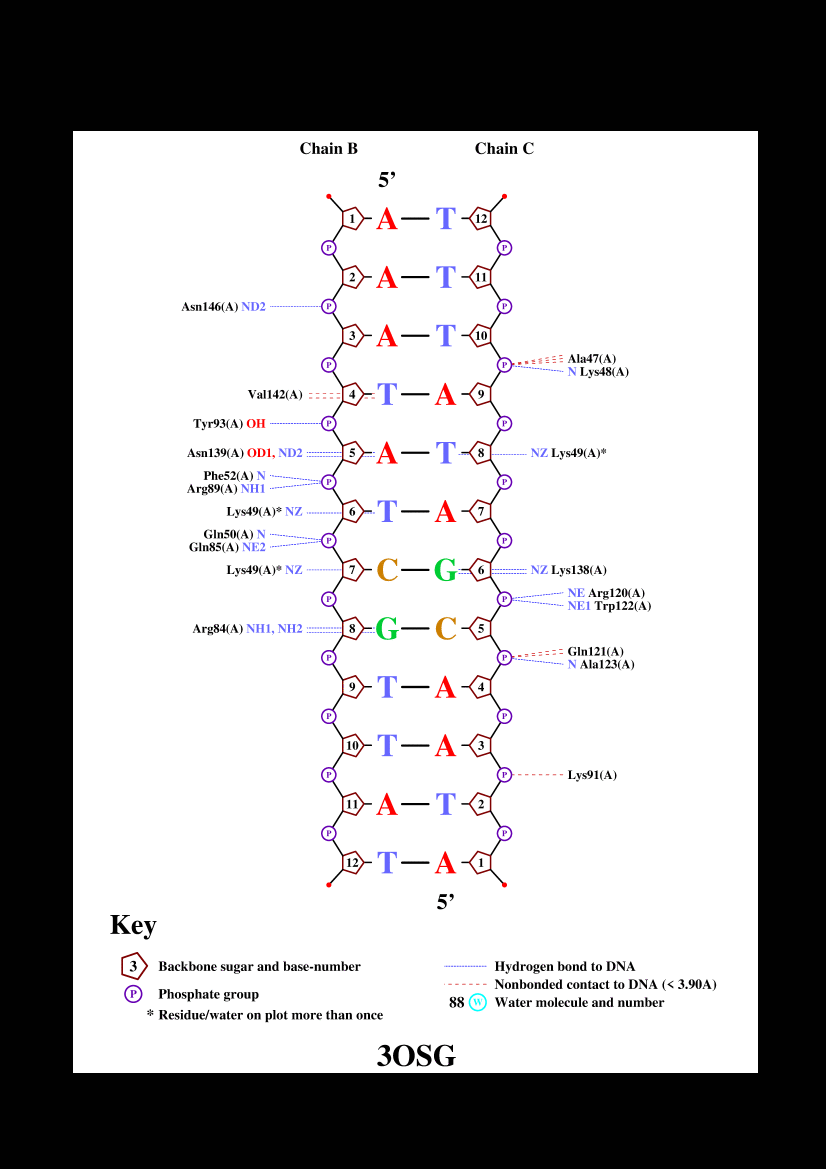 Chain B Chain C
5’
1 A T 12
P P
2 A T 11
Asn146(A) ND2 P P
3 A T 10
P P Ala47(A)
N Lys48(A)
Val142(A) 4 T A 9
Tyr93(A) OH P P
Asn139(A) OD1, ND2 5 A T 8 NZ Lys49(A)*
Phe52(A) N P P
Arg89(A) NH1
Lys49(A)* NZ 6 T A 7
Gln50(A) N P P
Gln85(A) NE2
Lys49(A)* NZ 7 C G 6 NZ Lys138(A)
P P NE Arg120(A)
NE1 Trp122(A)
Arg84(A) NH1, NH2 8 G C 5
P P Gln121(A)
N Ala123(A)
9 T A 4
P P
10 T A 3
P P Lys91(A)
11 A T 2
P P
12 T A 1
5’
Key
3 Backbone sugar and base-number Hydrogen bond to DNA
Nonbonded contact to DNA (< 3.90A)
P Phosphate group 88 W Water molecule and number
* Residue/water on plot more than once
3OSG